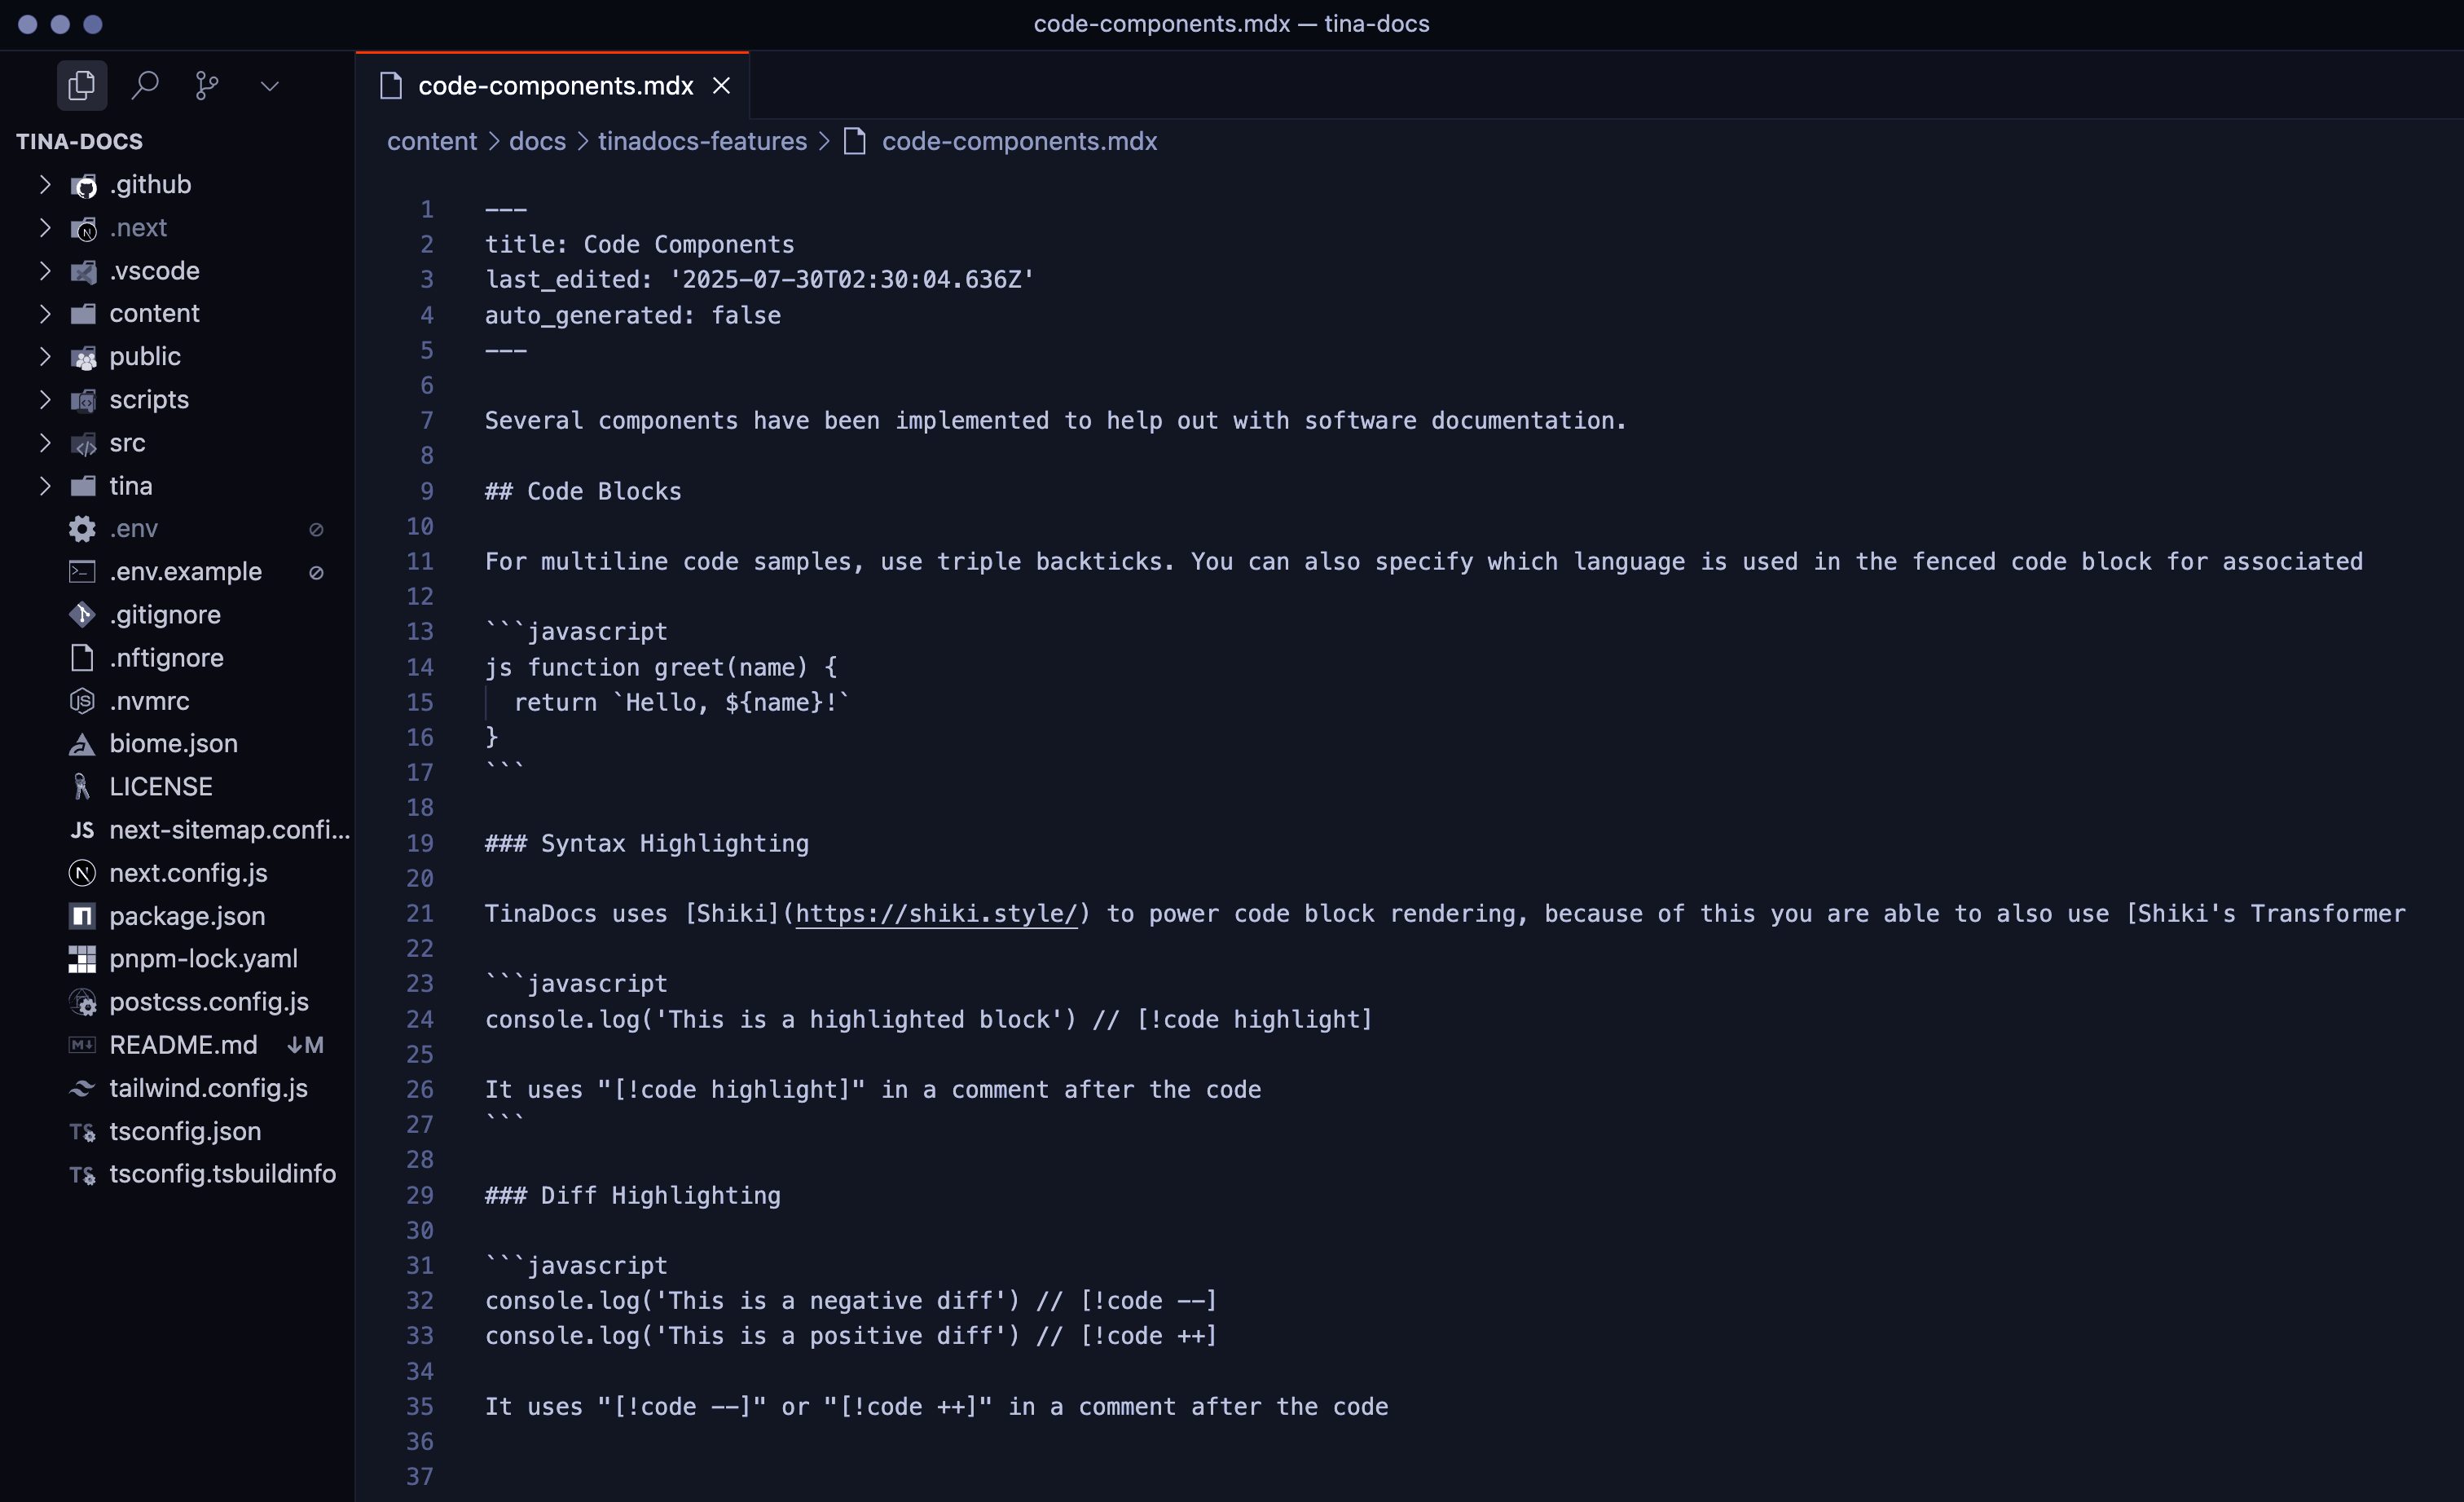 code-components.mdx — tina-docs
code-components.mdx
TINA-DOCS
.github
.next
.vscode
content
public
scripts
src
tina
.env
.env.example
.gitignore
.nftignore
.nvmrc
biome.json
LICENSE
JS next-sitemap.confi...
next.config.js
package.json
pnpm-lock.yaml
postcss.config.js
README.md ↓M
tailwind.config.js
TS tsconfig.json
TS tsconfig.tsbuildinfo
content > docs > tinadocs-features > code-components.mdx
1 ---
2 title: Code Components
3 last_edited: '2025-07-30T02:30:04.636Z'
4 auto_generated: false
5 ---
6
7 Several components have been implemented to help out with software documentation.
8
9 ## Code Blocks
10
11 For multiline code samples, use triple backticks. You can also specify which language is used in the fenced code block for associated
12
13 ```javascript
14 js function greet(name) {
15   return `Hello, ${name}!`
16 }
17 ```
18
19 ### Syntax Highlighting
20
21 TinaDocs uses [Shiki](https://shiki.style/) to power code block rendering, because of this you are able to also use [Shiki's Transformer
22
23 ```javascript
24 console.log('This is a highlighted block') // [!code highlight]
25
26 It uses "[!code highlight]" in a comment after the code
27 ```
28
29 ### Diff Highlighting
30
31 ```javascript
32 console.log('This is a negative diff') // [!code --]
33 console.log('This is a positive diff') // [!code ++]
34
35 It uses "[!code --]" or "[!code ++]" in a comment after the code
36
37